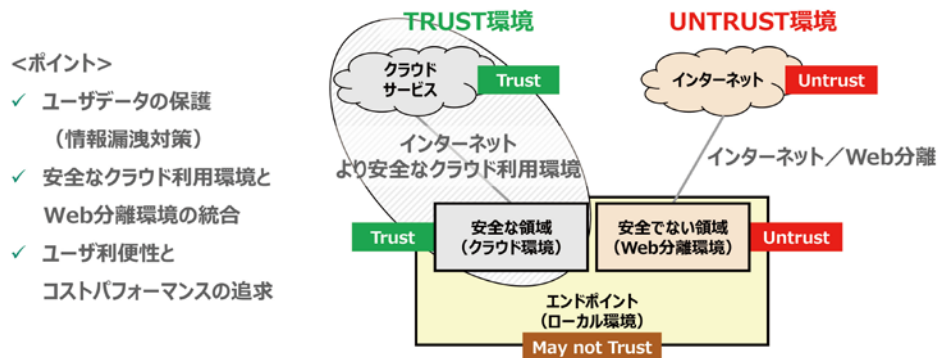 TRUST環境
UNTRUST環境
<ポイント>
✓ ユーザデータの保護
（情報漏洩対策）
✓ 安全なクラウド利用環境と
Web分離環境の統合
✓ ユーザ利便性と
コストパフォーマンスの追求
クラウド
サービス
Trust
インターネット
Untrust
インターネット
より安全なクラウド利用環境
インターネット／Web分離
Trust
安全な領域
（クラウド環境）
安全でない領域
（Web分離環境）
Untrust
エンドポイント
（ローカル環境）
May not Trust